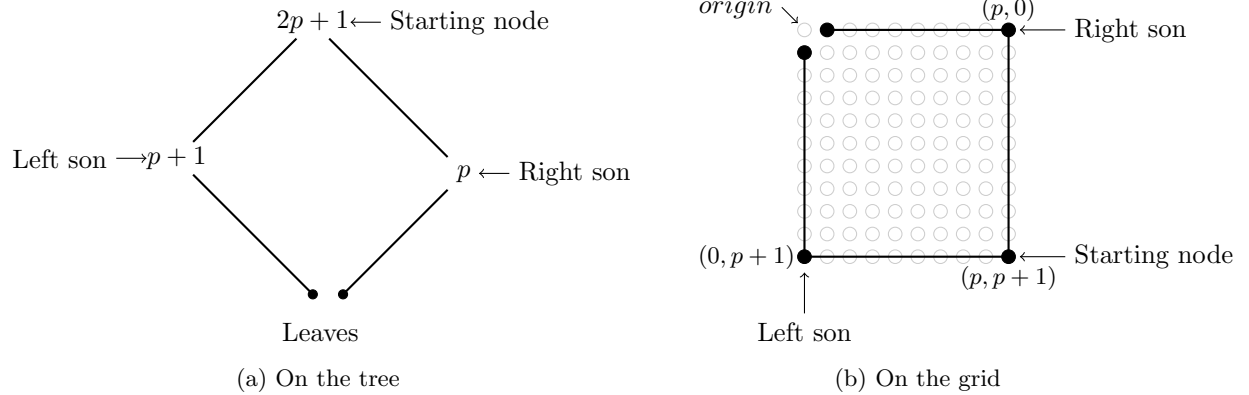 2p + 1
Starting node
Left son
p + 1
p
Right son
Leaves
(a) On the tree
origin
(p, 0)
Right son
(0, p + 1)
Starting node
(p, p + 1)
Left son
(b) On the grid